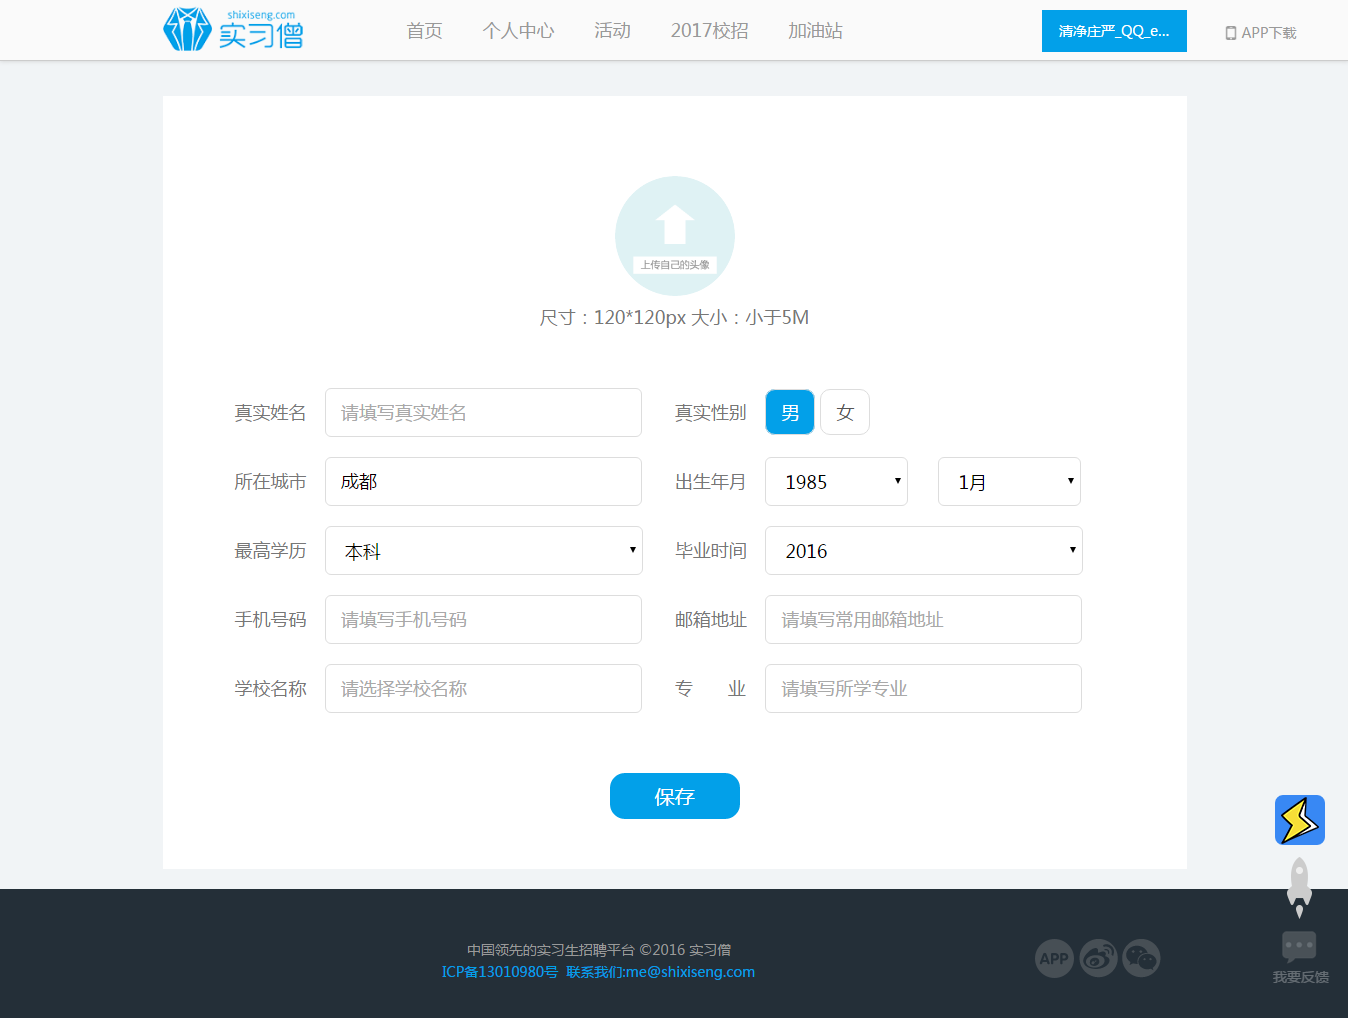 shixiseng.com
实习僧
首页 个人中心 活动 2017校招 加油站
清净庄严_QQ_e...
APP下载
上传自己的头像
尺寸：120*120px 大小：小于5M
真实姓名 请填写真实姓名 真实性别 男 女
所在城市 成都 出生年月 1985 1月
最高学历 本科 毕业时间 2016
手机号码 请填写手机号码 邮箱地址 请填写常用邮箱地址
学校名称 请选择学校名称 专 业 请填写所学专业
保存
中国领先的实习生招聘平台 ©2016 实习僧
ICP备13010980号 联系我们:me@shixiseng.com
APP
我要反馈